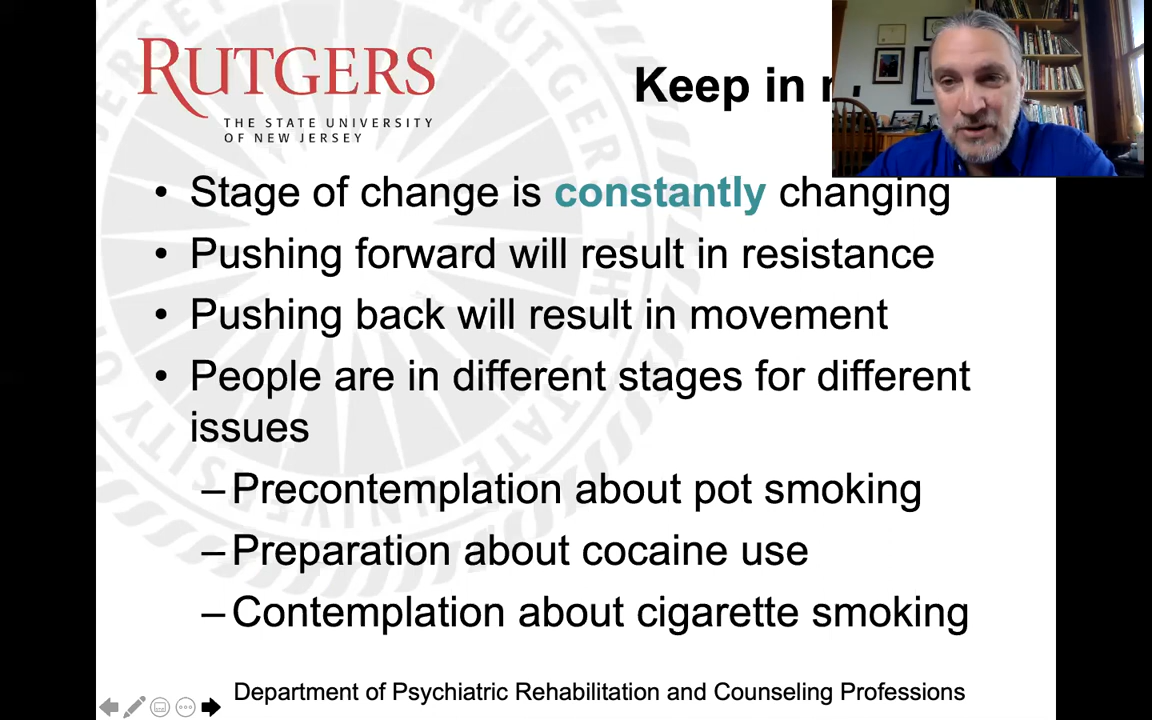 RUTGERS
THE STATE UNIVERSITY
OF NEW JERSEY
Keep in
• Stage of change is constantly changing
• Pushing forward will result in resistance
• Pushing back will result in movement
• People are in different stages for different
issues
– Precontemplation about pot smoking
– Preparation about cocaine use
– Contemplation about cigarette smoking
Department of Psychiatric Rehabilitation and Counseling Professions